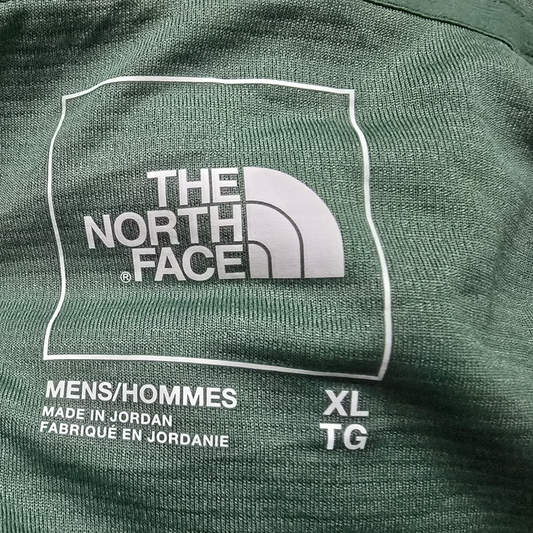 THE
NORTH
FACE
®
MENS/HOMMES
MADE IN JORDAN
FABRIQUÉ EN JORDANIE
XL
TG